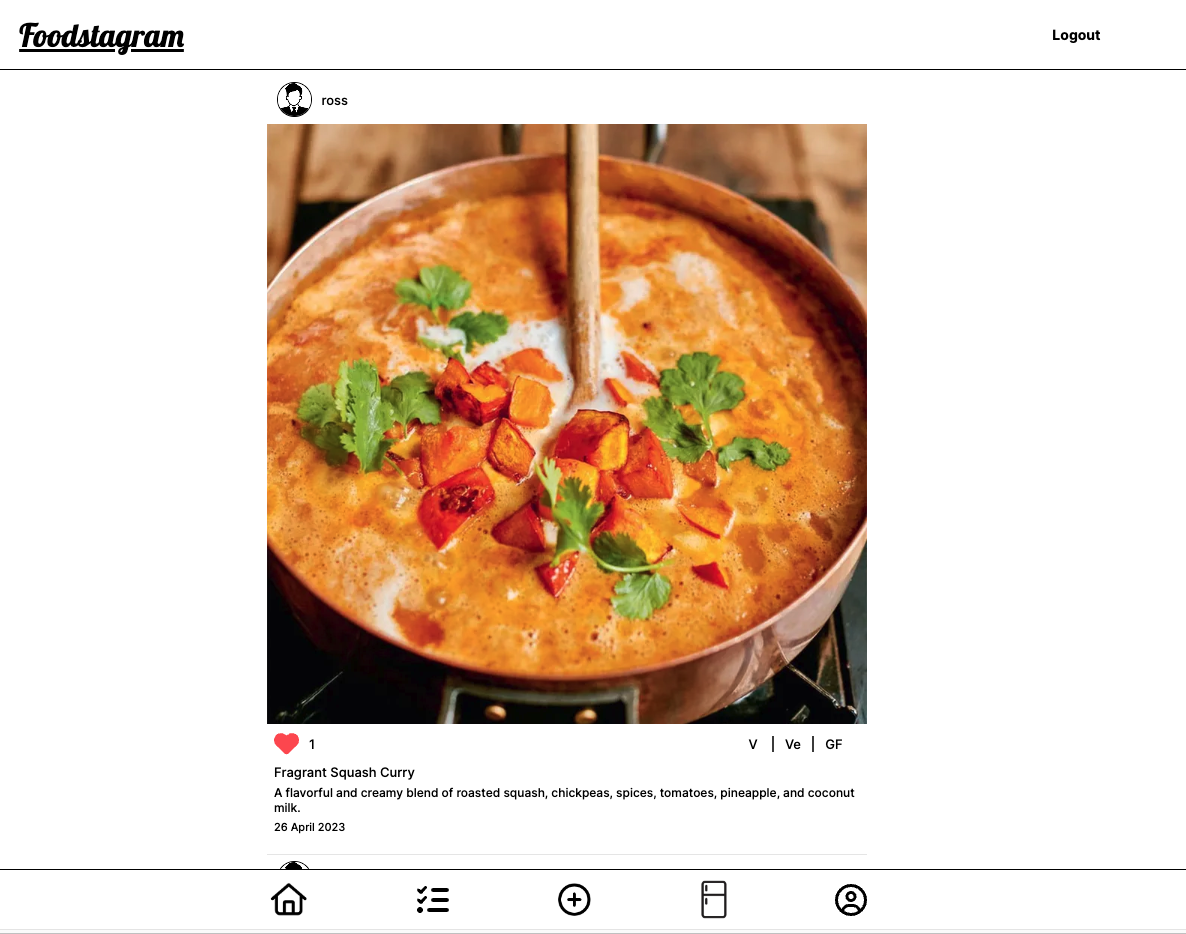 Foodstagram
Logout
ross
1
V | Ve | GF
Fragrant Squash Curry
A flavorful and creamy blend of roasted squash, chickpeas, spices, tomatoes, pineapple, and coconut
milk.
26 April 2023